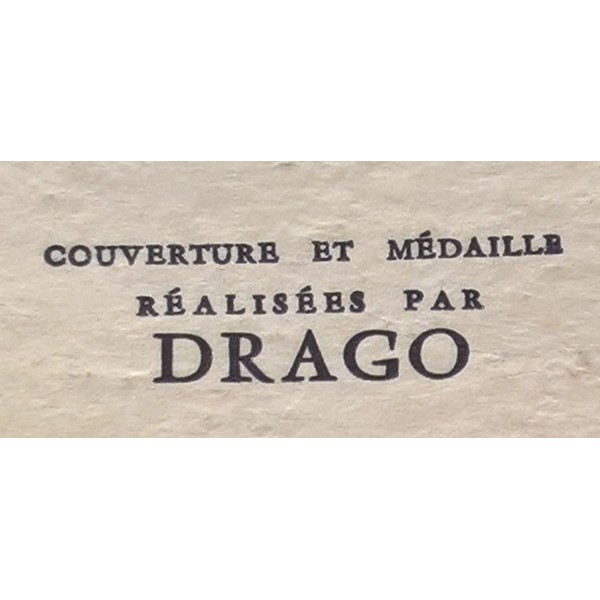 COUVERTURE ET MÉDAILLE
RÉALISÉES PAR
DRAGO